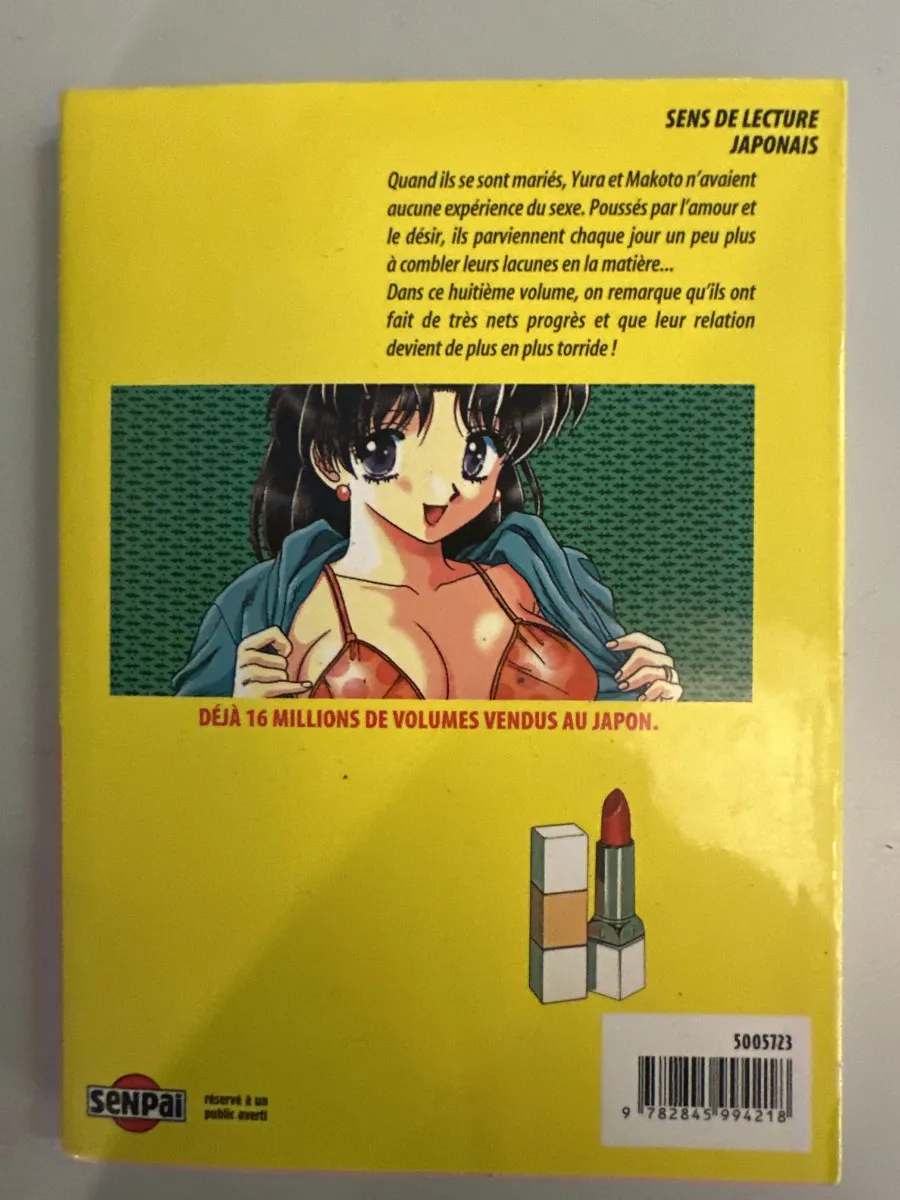 SENS DE LECTURE
JAPONAIS
Quand ils se sont mariés, Yura et Makoto n’avaient
aucune expérience du sexe. Poussés par l’amour et
le désir, ils parviennent chaque jour un peu plus
à combler leurs lacunes en la matière...
Dans ce huitième volume, on remarque qu’ils ont
fait de très nets progrès et que leur relation
devient de plus en plus torride !
DÉJÀ 16 MILLIONS DE VOLUMES VENDUS AU JAPON.
5005723
9 782845 994218
SENPAI
réservé à un
public averti